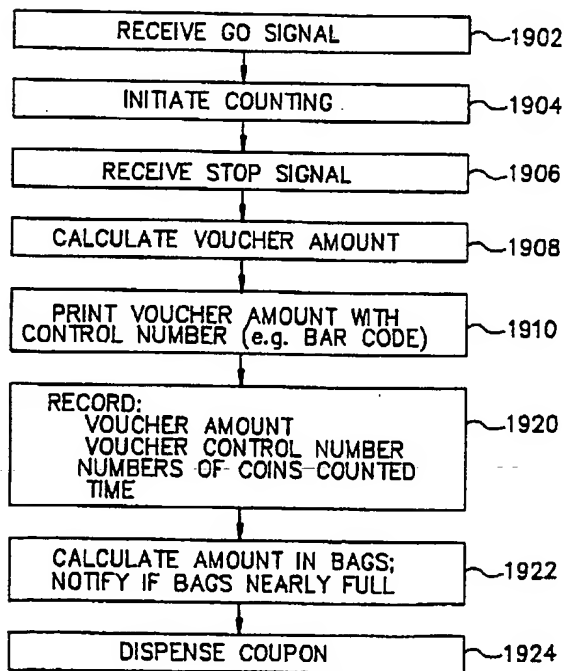 RECEIVE GO SIGNAL
1902
INITIATE COUNTING
1904
RECEIVE STOP SIGNAL
1906
CALCULATE VOUCHER AMOUNT
1908
PRINT VOUCHER AMOUNT WITH
CONTROL NUMBER (e.g. BAR CODE)
1910
RECORD:
VOUCHER AMOUNT
VOUCHER CONTROL NUMBER
NUMBERS OF COINS COUNTED
TIME
1920
CALCULATE AMOUNT IN BAGS;
NOTIFY IF BAGS NEARLY FULL
1922
DISPENSE COUPON
1924